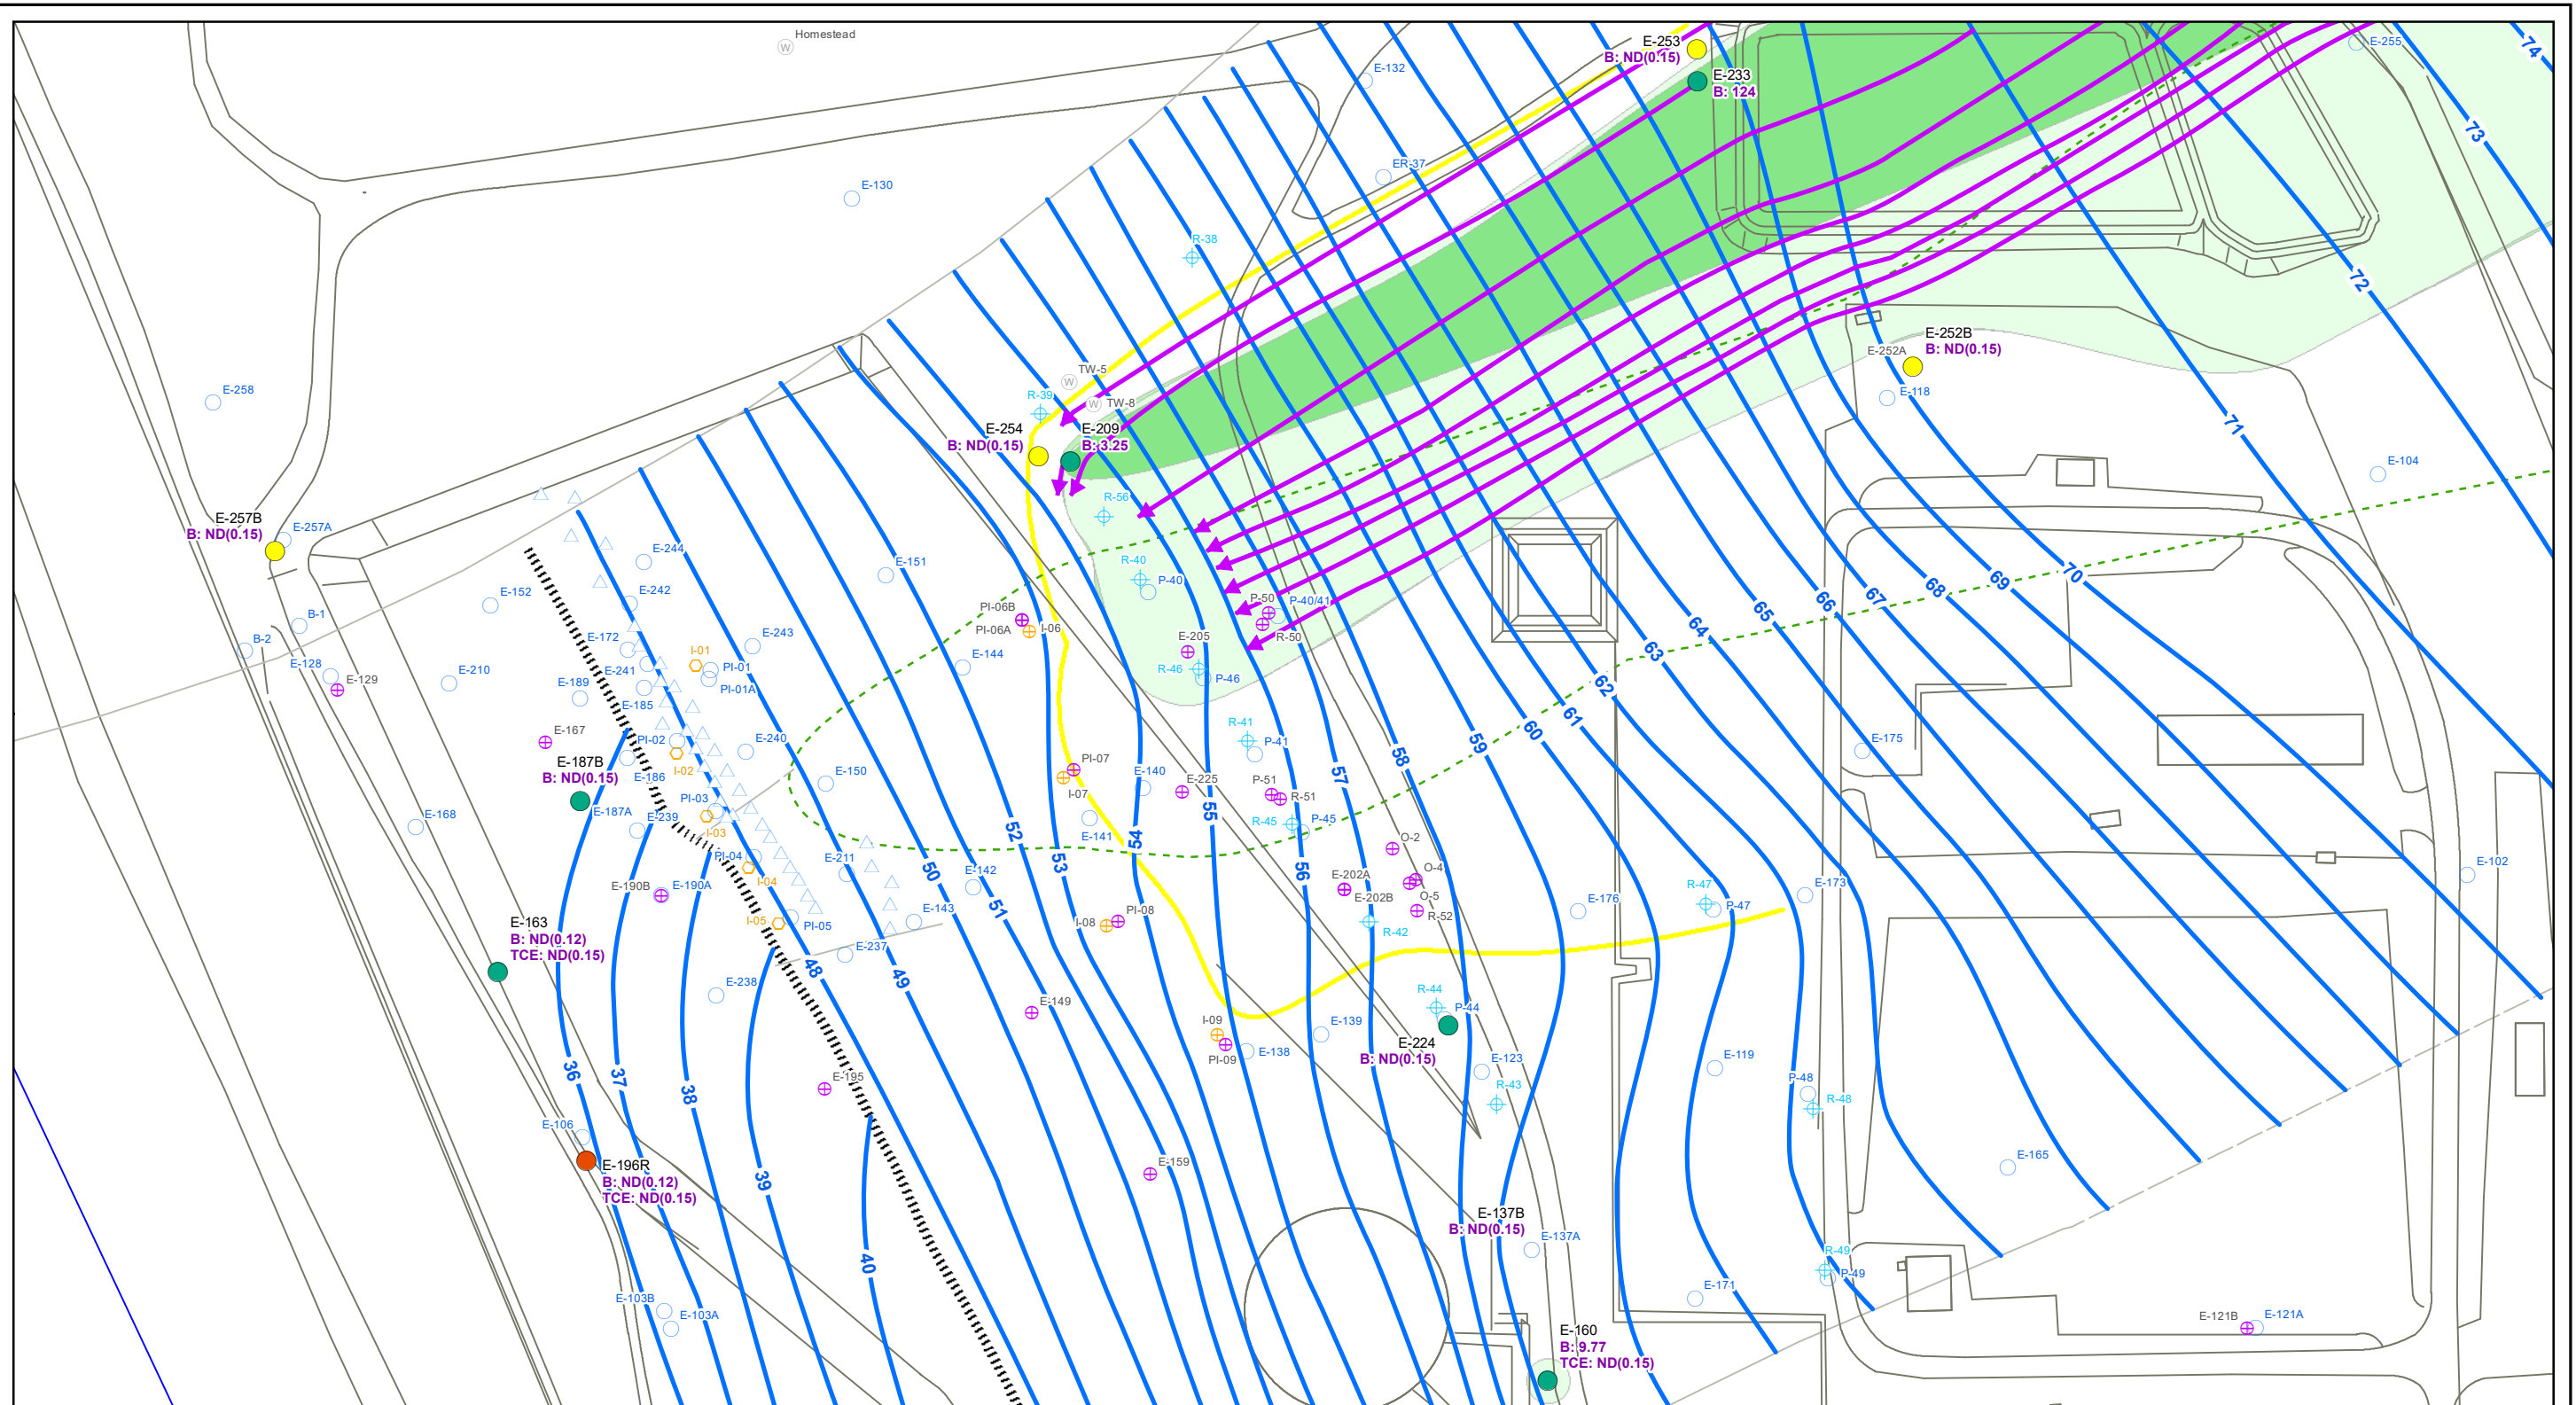 Homestead
E-253
B: ND(0.15)
E-233
B: 124
E-255
74
73
72
71
E-132
ER-37
E-130
R-38
E-252A
E-252B
B: ND(0.15)
E-118
E-258
TW-5
W
TW-8
R-39
E-254
B: ND(0.15)
E-209
B: 3.25
E-104
E-257B
B: ND(0.15)
E-257A
R-56
E-244
E-151
E-152
E-242
R-40
P-40
B-1
B-2
PI-06B
PI-06A
I-06
P-50
P-40/41
R-50
E-172
E-243
E-205
R-46
P-46
E-144
E-128
E-129
E-210
E-241
I-01
PI-01
PI-01A
E-189
E-185
70
69
68
67
66
65
64
63
62
61
60
59
58
57
56
55
54
53
52
51
50
49
48
E-167
PI-02
I-02
E-240
R-41
P-41
E-175
E-187B
B: ND(0.15)
E-186
E-150
PI-07
I-07
E-140
E-225
P-51
R-51
E-187A
PI-03
I-03
E-239
E-168
E-141
R-45
P-45
O-2
PI-04
I-04
E-211
E-142
E-202A
E-202B
O-4
O-5
R-52
R-42
E-102
E-190B
E-190A
E-176
R-47
P-47
E-173
E-163
B: ND(0.12)
TCE: ND(0.15)
I-05
PI-05
E-143
I-08
PI-08
E-237
E-238
E-149
R-44
P-44
E-224
B: ND(0.15)
I-09
PI-09
E-138
E-139
E-123
R-43
E-119
P-48
R-48
36
37
38
39
40
E-195
E-106
E-196R
B: ND(0.12)
TCE: ND(0.15)
E-159
E-165
E-137B
B: ND(0.15)
E-137A
R-49
P-49
E-171
E-103B
E-103A
E-160
B: 9.77
TCE: ND(0.15)
E-121B
E-121A